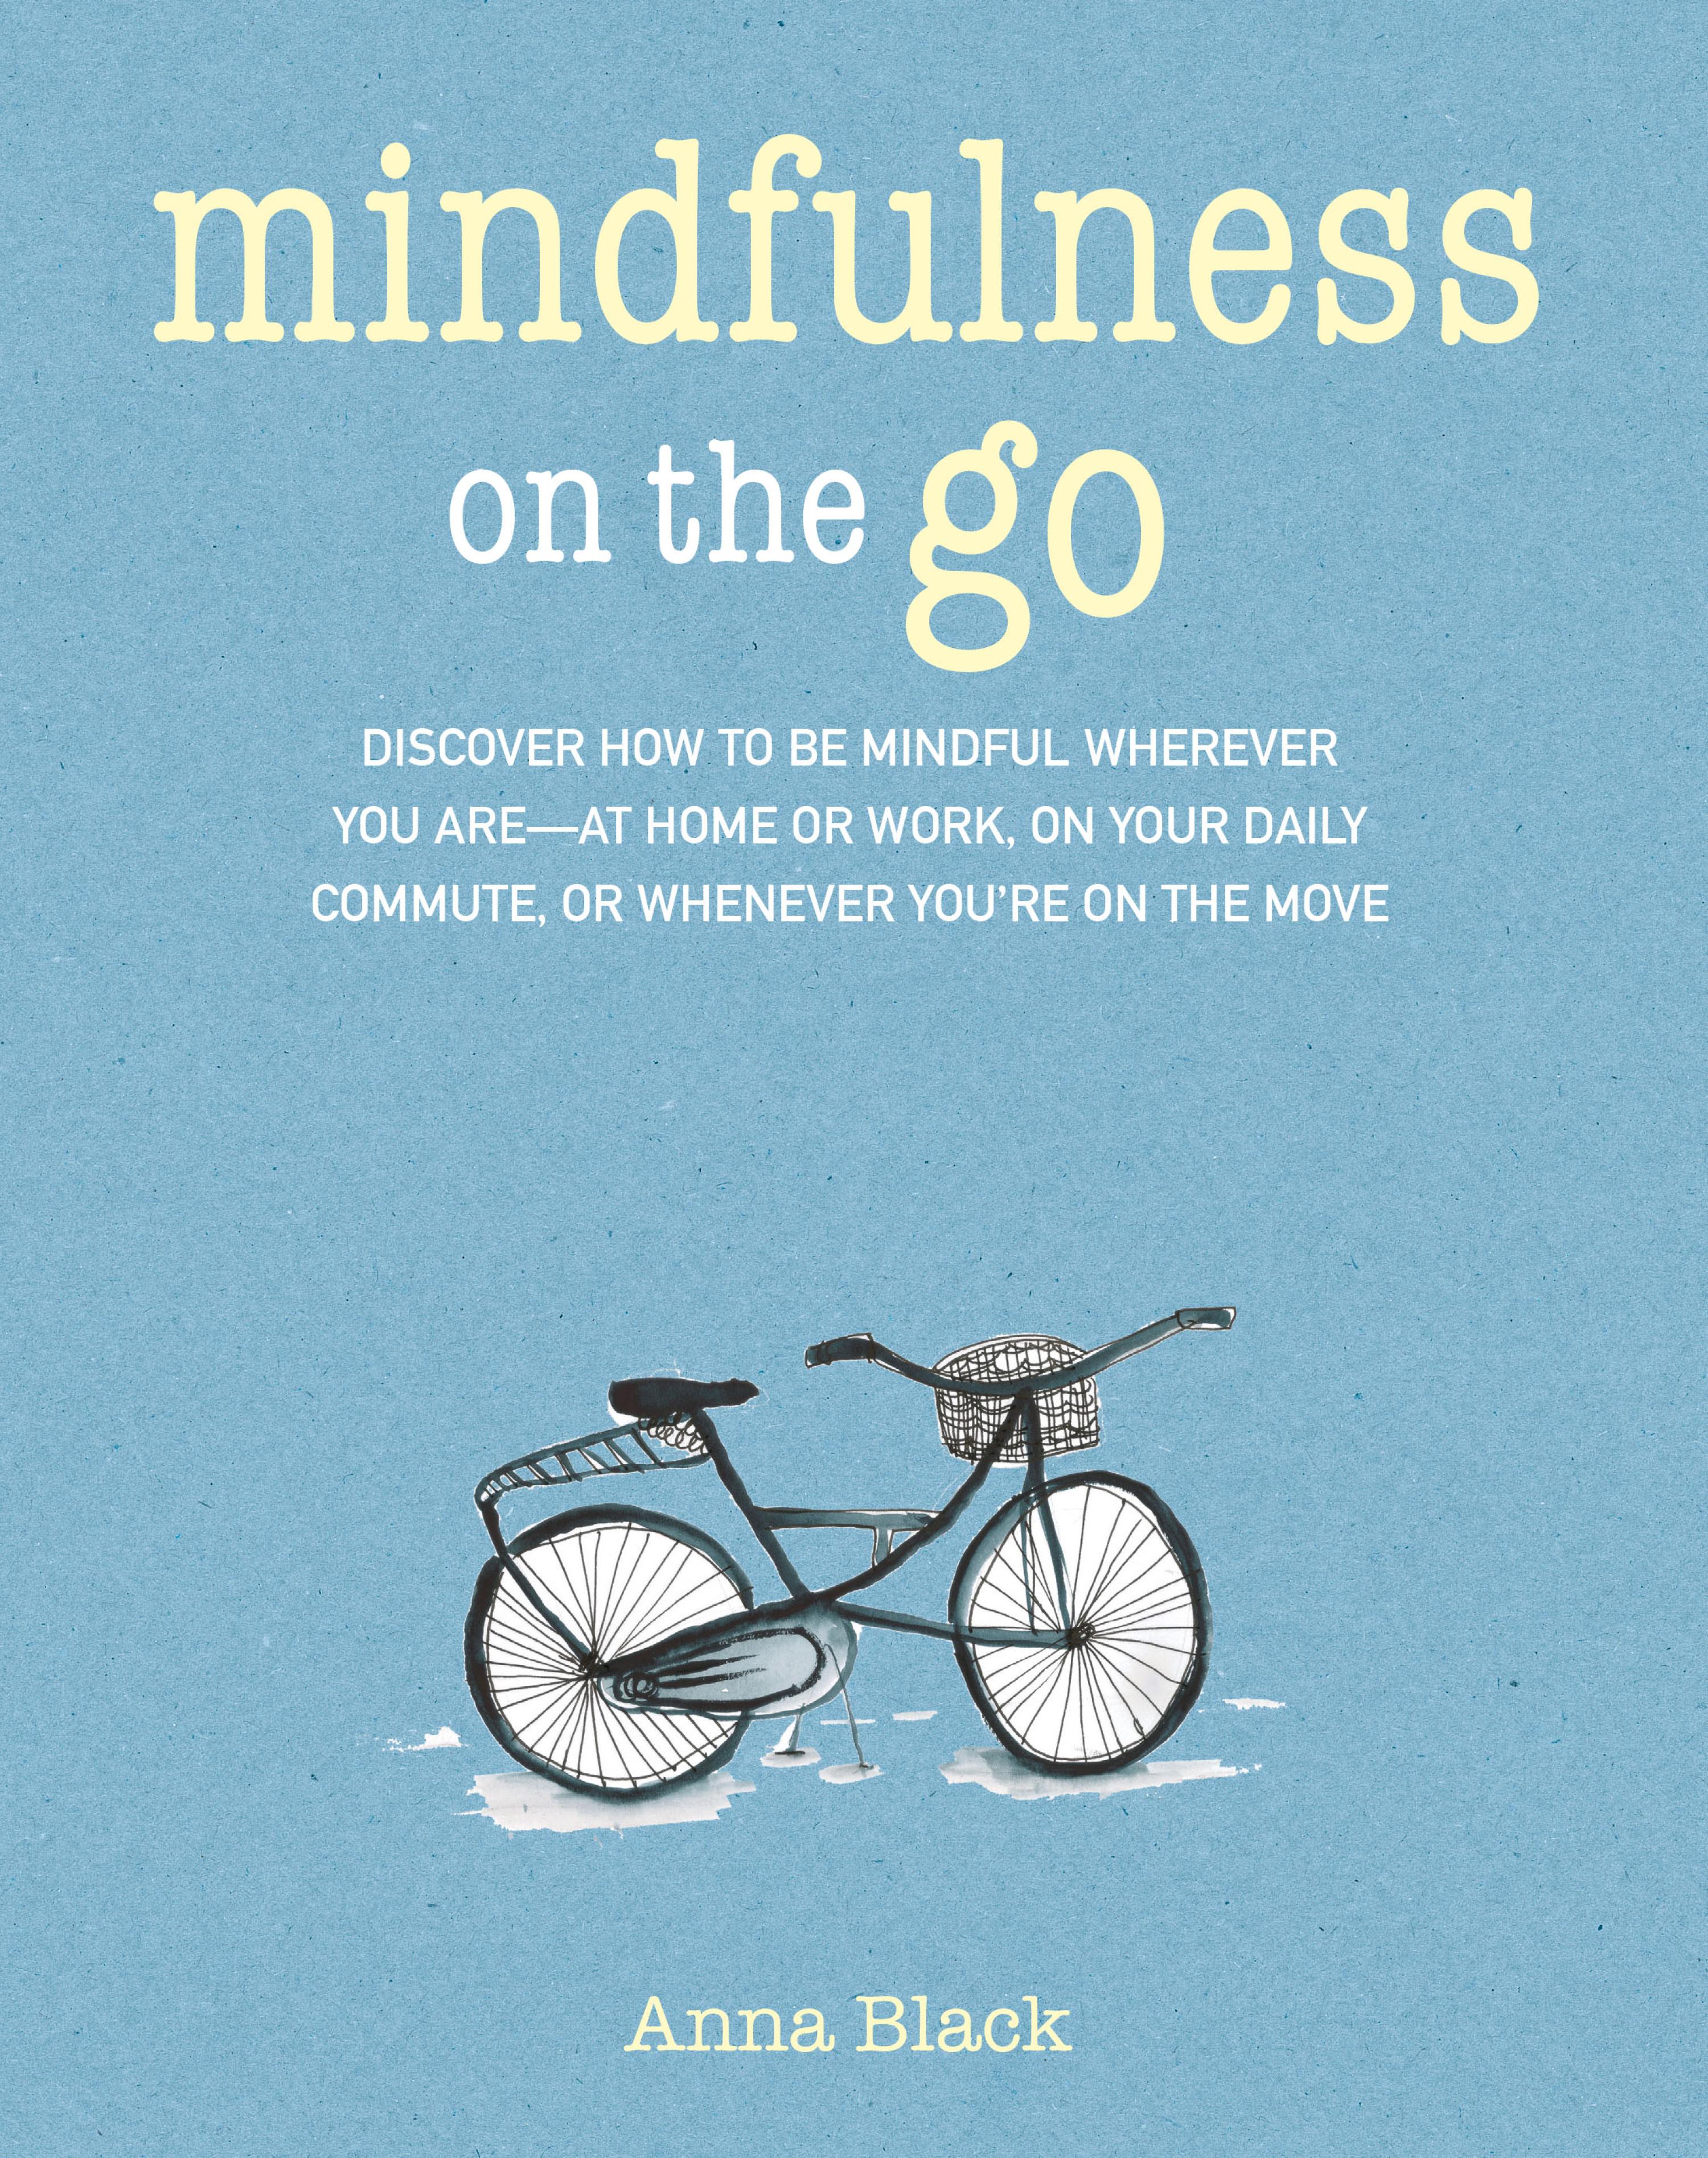 mindfulness
on the go
DISCOVER HOW TO BE MINDFUL WHEREVER
YOU ARE—AT HOME OR WORK, ON YOUR DAILY
COMMUTE, OR WHENEVER YOU’RE ON THE MOVE
Anna Black